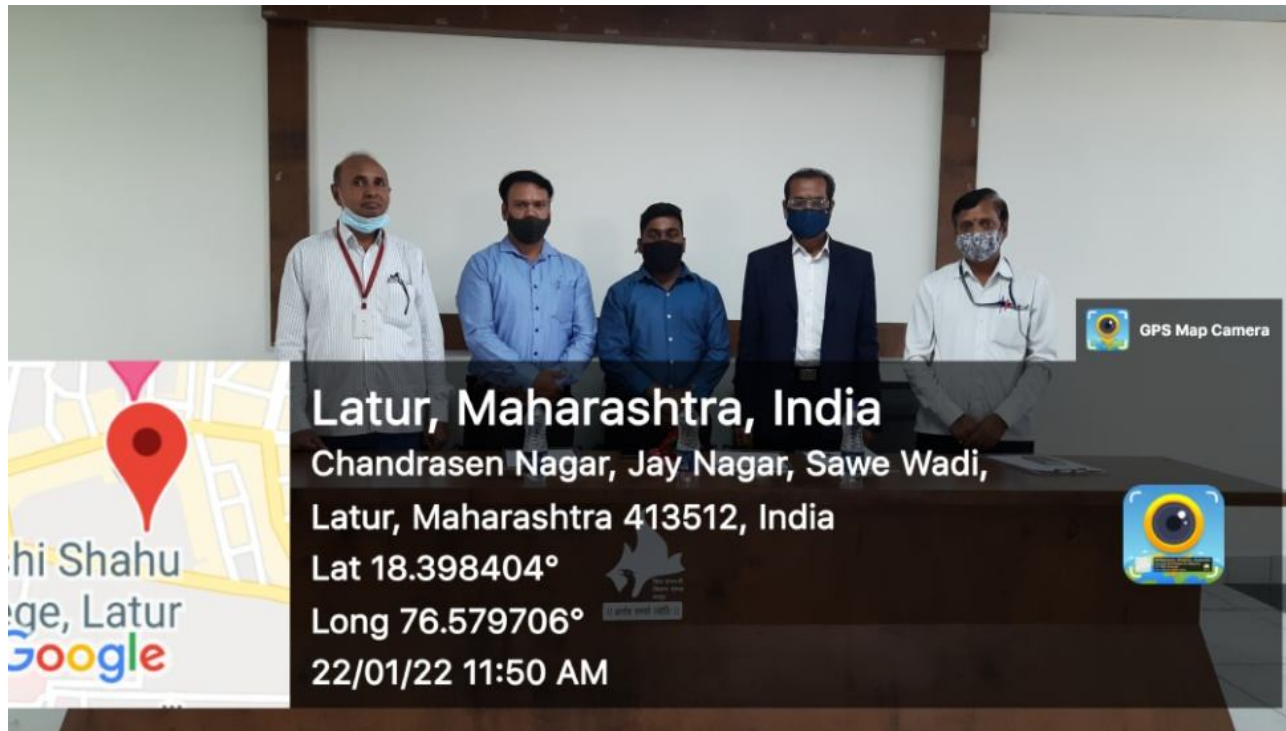 GPS Map Camera
Latur, Maharashtra, India
Chandrasen Nagar, Jay Nagar, Sawe Wadi,
Latur, Maharashtra 413512, India
Lat 18.398404°
Long 76.579706°
22/01/22 11:50 AM
hi Shahu
ege, Latur
Google